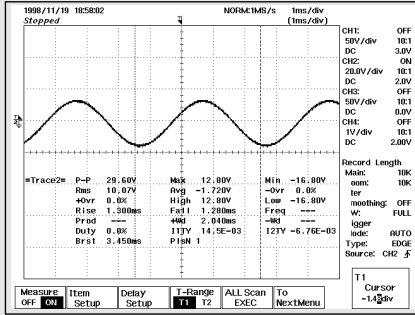 1998/11/19 18:58:02 NORM:1MS/s 1ms/div
Stopped (1ms/div)
CH1: OFF
50V/div 10:1
DC 3.0V
CH2: ON
20.0V/div 10:1
DC 2.0V
CH3: OFF
50V/div 10:1
DC 0.0V
CH4: OFF
1V/div 10:1
DC 2.00V
Record Length
Main: 10K
oom: 10K
ter
moothing: OFF
W: FULL
igger
lode: AUTO
Type: EDGE
Source: CH2
=Trace2= P-P 29.60V Max 12.80V Min -16.80V
Rms 10.07V Avg -1.720V -Ovr 0.0%
+Ovr 0.0% High 12.80V Low -16.80V
Rise 1.300ms Fall 1.280ms Freq ---
Prod --- +Wd 2.040ms -Wd ---
Duty 0.0% I1TY 14.5E-03 I2TY -6.76E-03
Brst 3.450ms PlsN 1
T1
Cursor
-1.48div
Measure Item Delay T-Range ALL Scan To
OFF ON Setup Setup T1 T2 EXEC NextMenu